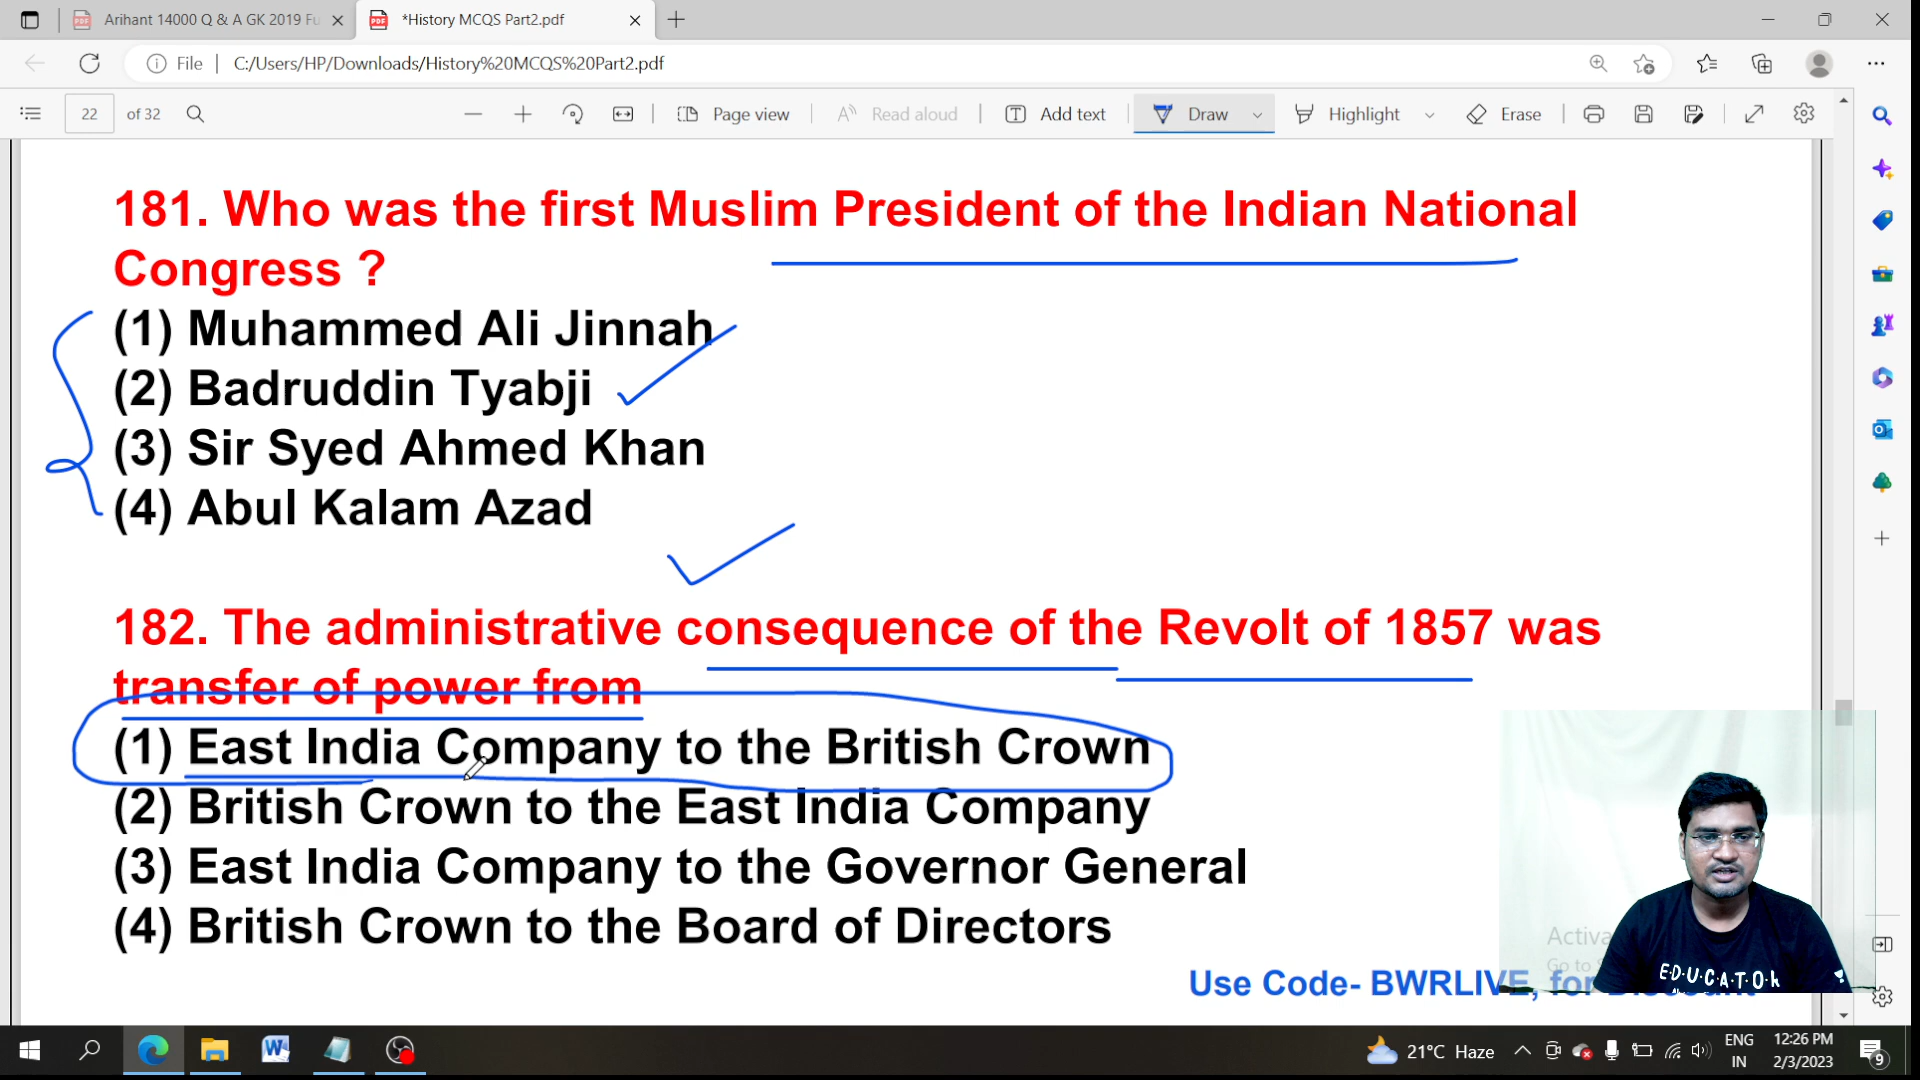 Arihant 14000 Q & A GK 2019 Fu
*History MCQS Part2.pdf
File
C:/Users/HP/Downloads/History%20MCQS%20Part2.pdf
22 of 32
Page view
Read aloud
Add text
Draw
Highlight
Erase
181. Who was the first Muslim President of the Indian National
Congress ?
(1) Muhammed Ali Jinnah
(2) Badruddin Tyabji
(3) Sir Syed Ahmed Khan
(4) Abul Kalam Azad
182. The administrative consequence of the Revolt of 1857 was
transfer of power from
(1) East India Company to the British Crown
(2) British Crown to the East India Company
(3) East India Company to the Governor General
(4) British Crown to the Board of Directors
Activa
Go to
E·D·U·C·A·T·O·R
Use Code- BWRLIVE, for
21°C Haze
ENG
IN
12:26 PM
2/3/2023
9